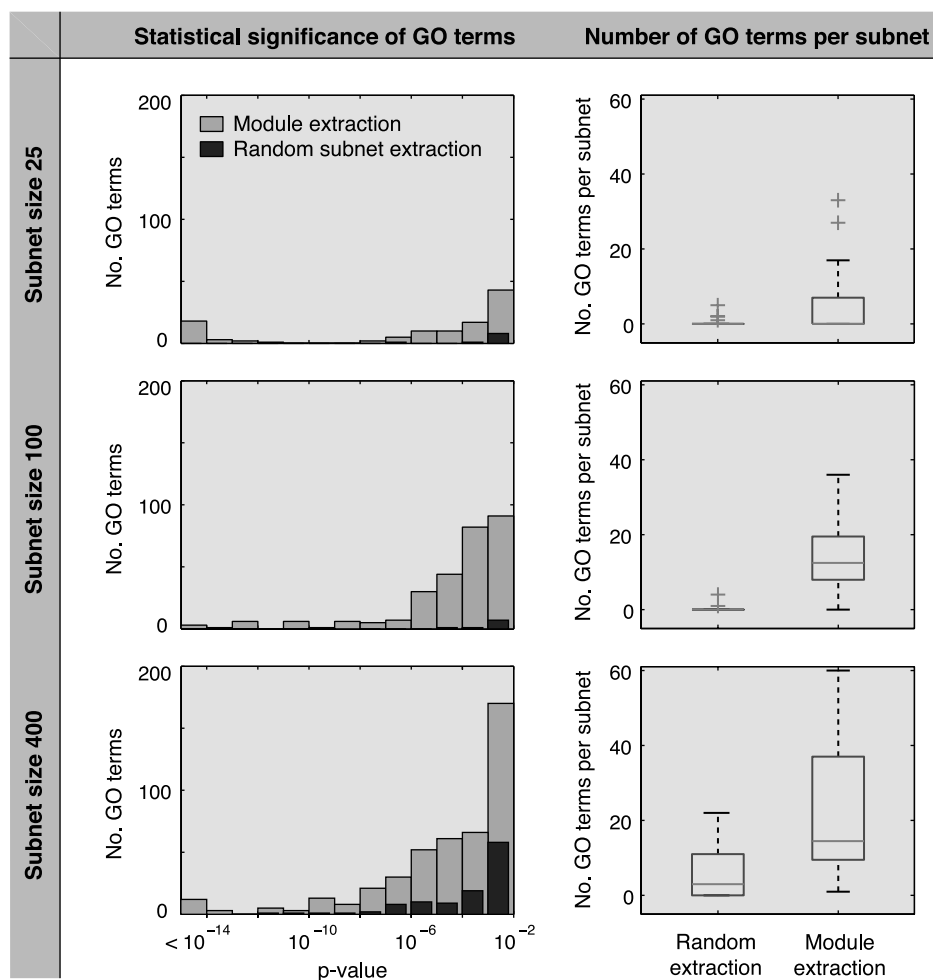 Statistical significance of GO terms
Number of GO terms per subnet
Subnet size 25
200
100
0
No. GO terms
Module extraction
Random subnet extraction
60
40
20
0
No. GO terms per subnet
Subnet size 100
200
100
0
No. GO terms
60
40
20
0
No. GO terms per subnet
Subnet size 400
200
100
0
No. GO terms
< 10⁻¹⁴ 10⁻¹⁰ 10⁻⁶ 10⁻²
p-value
60
40
20
0
No. GO terms per subnet
Random Module
extraction extraction